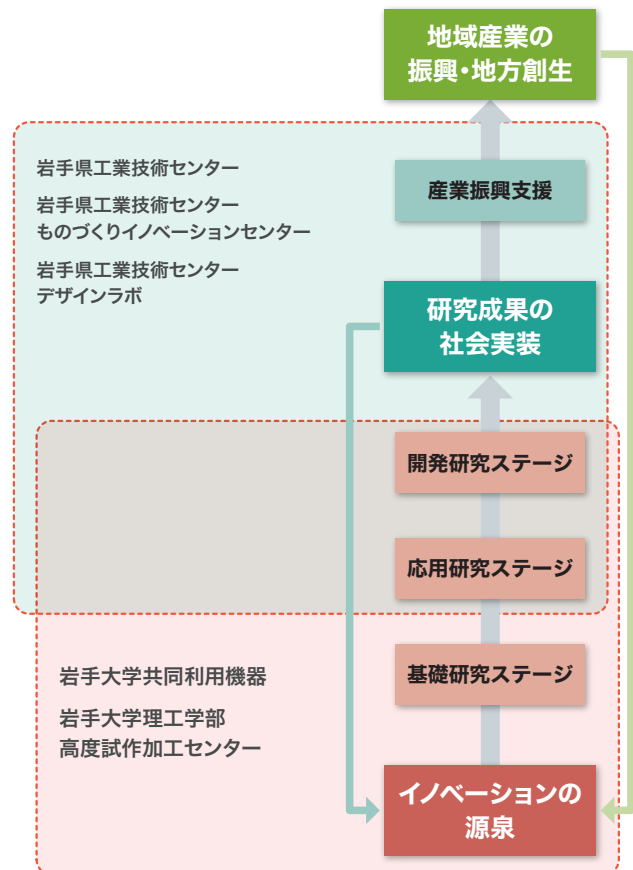 地域産業の
振興・地方創生
岩手県工業技術センター
岩手県工業技術センター
ものづくりイノベーションセンター
岩手県工業技術センター
デザインラボ
産業振興支援
研究成果の
社会実装
開発研究ステージ
応用研究ステージ
基礎研究ステージ
岩手大学共同利用機器
岩手大学理工学部
高度試作加工センター
イノベーションの
源泉